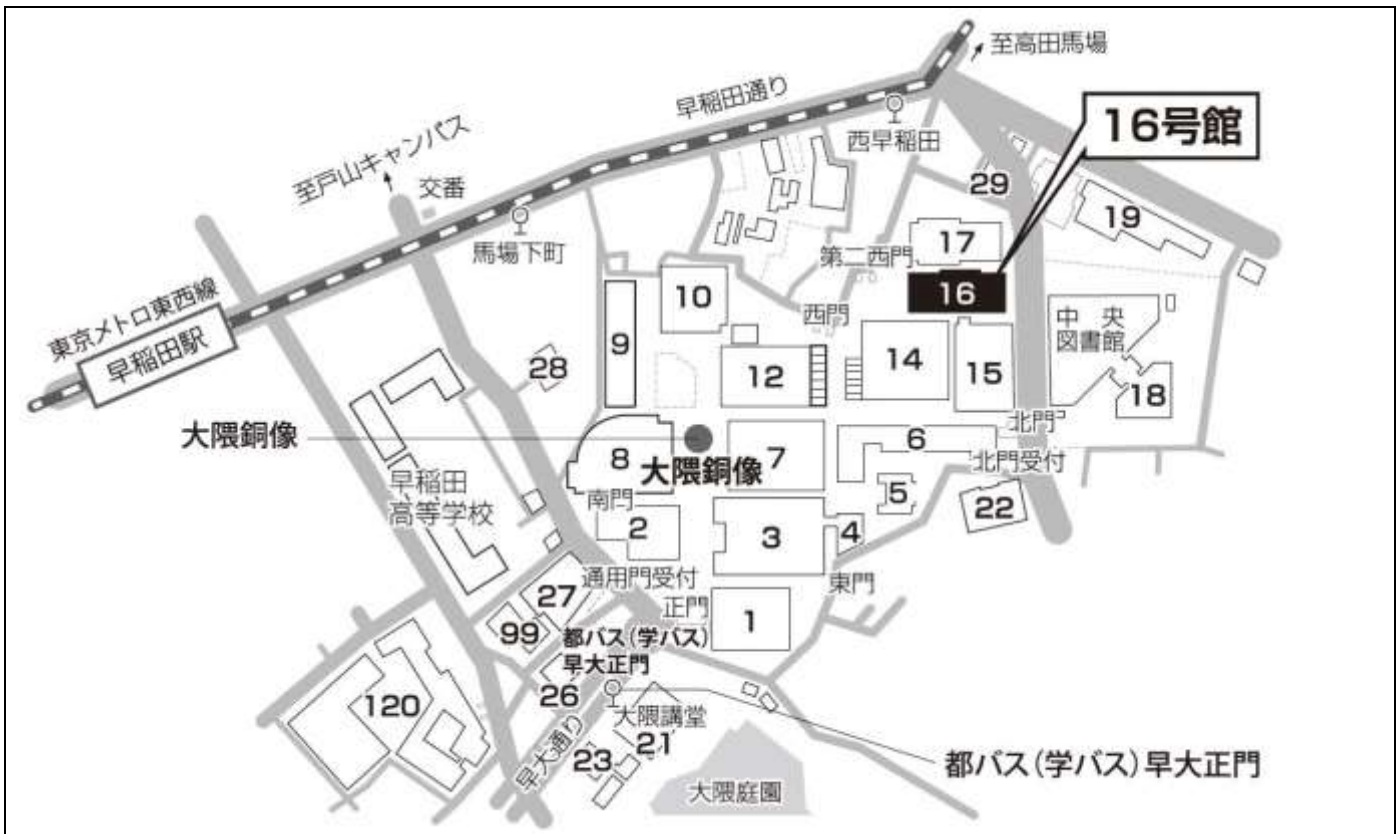 至高田馬場
早稲田通り
16号館
西早稲田
至戸山キャンパス
交番
29
19
馬場下町
17
第二西門
16
10
西門
中央
図書館
東京メトロ東西線
早稲田駅
9
28
12
14
15
18
北門
大隈銅像
大隈銅像
8
7
6
北門受付
早稲田
高等学校
南門
5
22
2
3
4
通用門受付
東門
27
正門
1
99
都バス(学バス)
早大正門
26
120
大隈講堂
21
早大通り
23
都バス(学バス)早大正門
大隈庭園